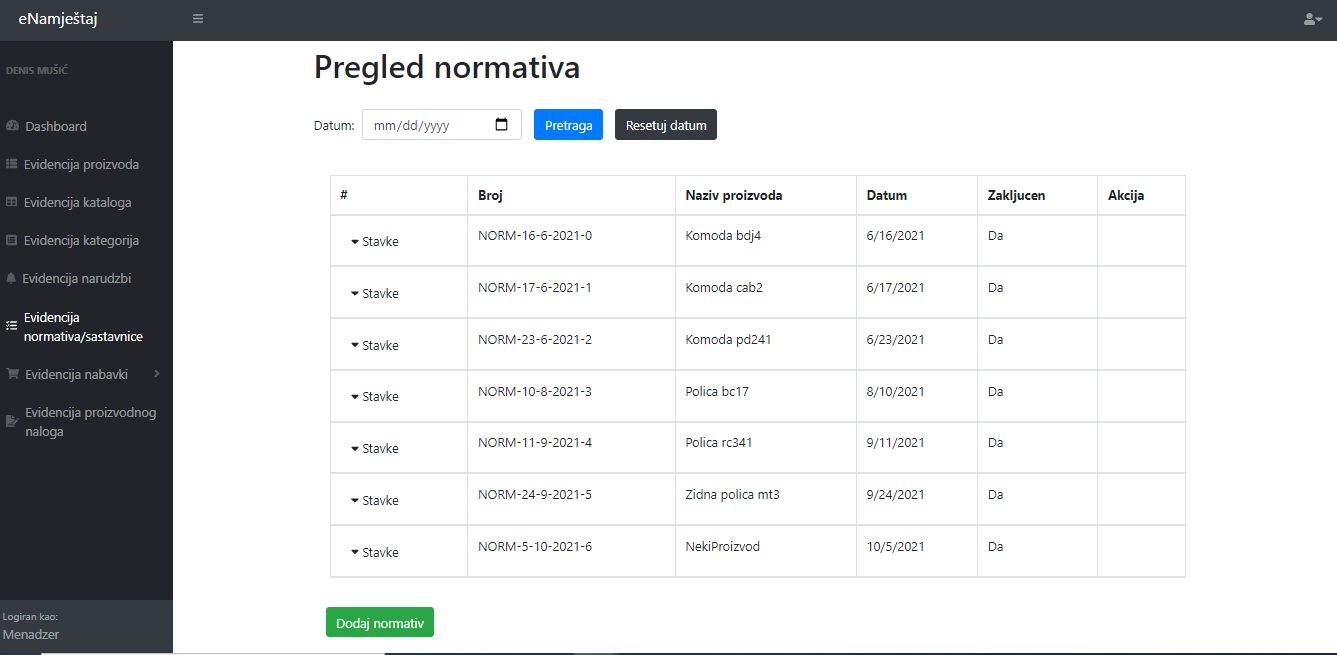 eNamještaj
DENIS MUŠIĆ
Dashboard
Evidencija proizvoda
Evidencija kataloga
Evidencija kategorija
Evidencija narudzbi
Evidencija
normativa/sastavnice
Evidencija nabavki
Evidencija proizvodnog
naloga
Logiran kao:
Menadzer
Pregled normativa
Datum: mm/dd/yyyy Pretraga Resetuj datum
# Broj Naziv proizvoda Datum Zakljucen Akcija
Stavke NORM-16-6-2021-0 Komoda bdj4 6/16/2021 Da
Stavke NORM-17-6-2021-1 Komoda cab2 6/17/2021 Da
Stavke NORM-23-6-2021-2 Komoda pd241 6/23/2021 Da
Stavke NORM-10-8-2021-3 Polica bc17 8/10/2021 Da
Stavke NORM-11-9-2021-4 Polica rc341 9/11/2021 Da
Stavke NORM-24-9-2021-5 Zidna polica mt3 9/24/2021 Da
Stavke NORM-5-10-2021-6 NekiProizvod 10/5/2021 Da
Dodaj normativ